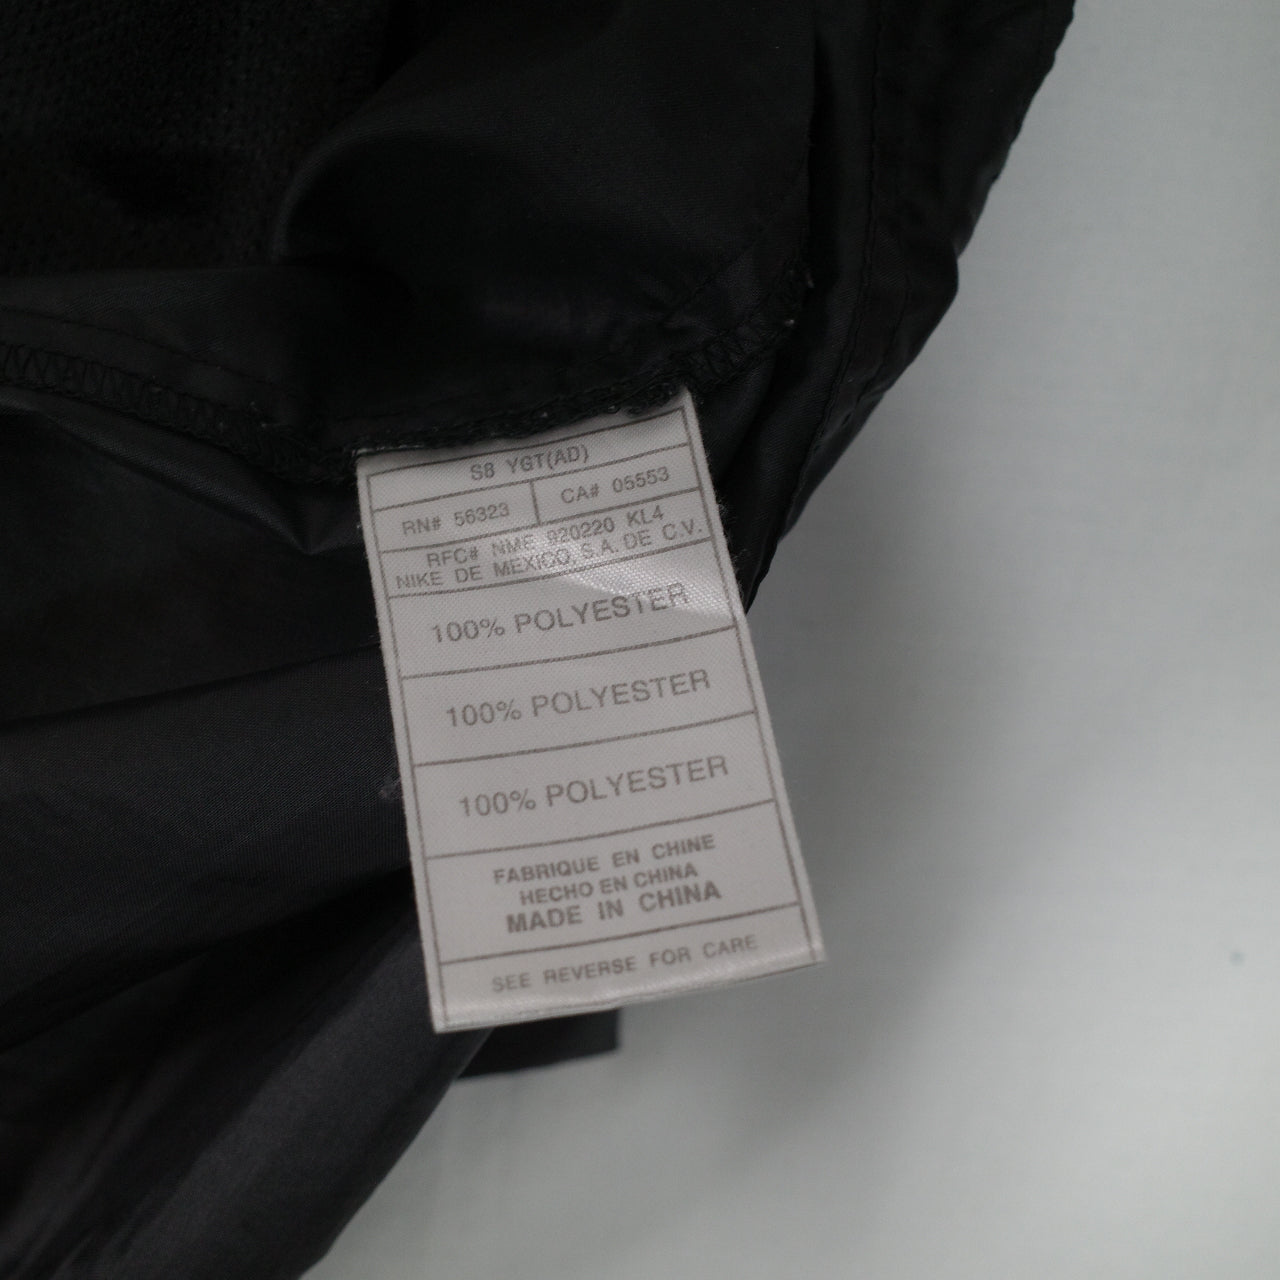 S8 YGT(AD)
RN# 56323 CA# 05553
RFC# NME 920220 KL4
NIKE DE MEXICO, S.A. DE C.V.
100% POLYESTER
100% POLYESTER
100% POLYESTER
FABRIQUE EN CHINE
HECHO EN CHINA
MADE IN CHINA
SEE REVERSE FOR CARE